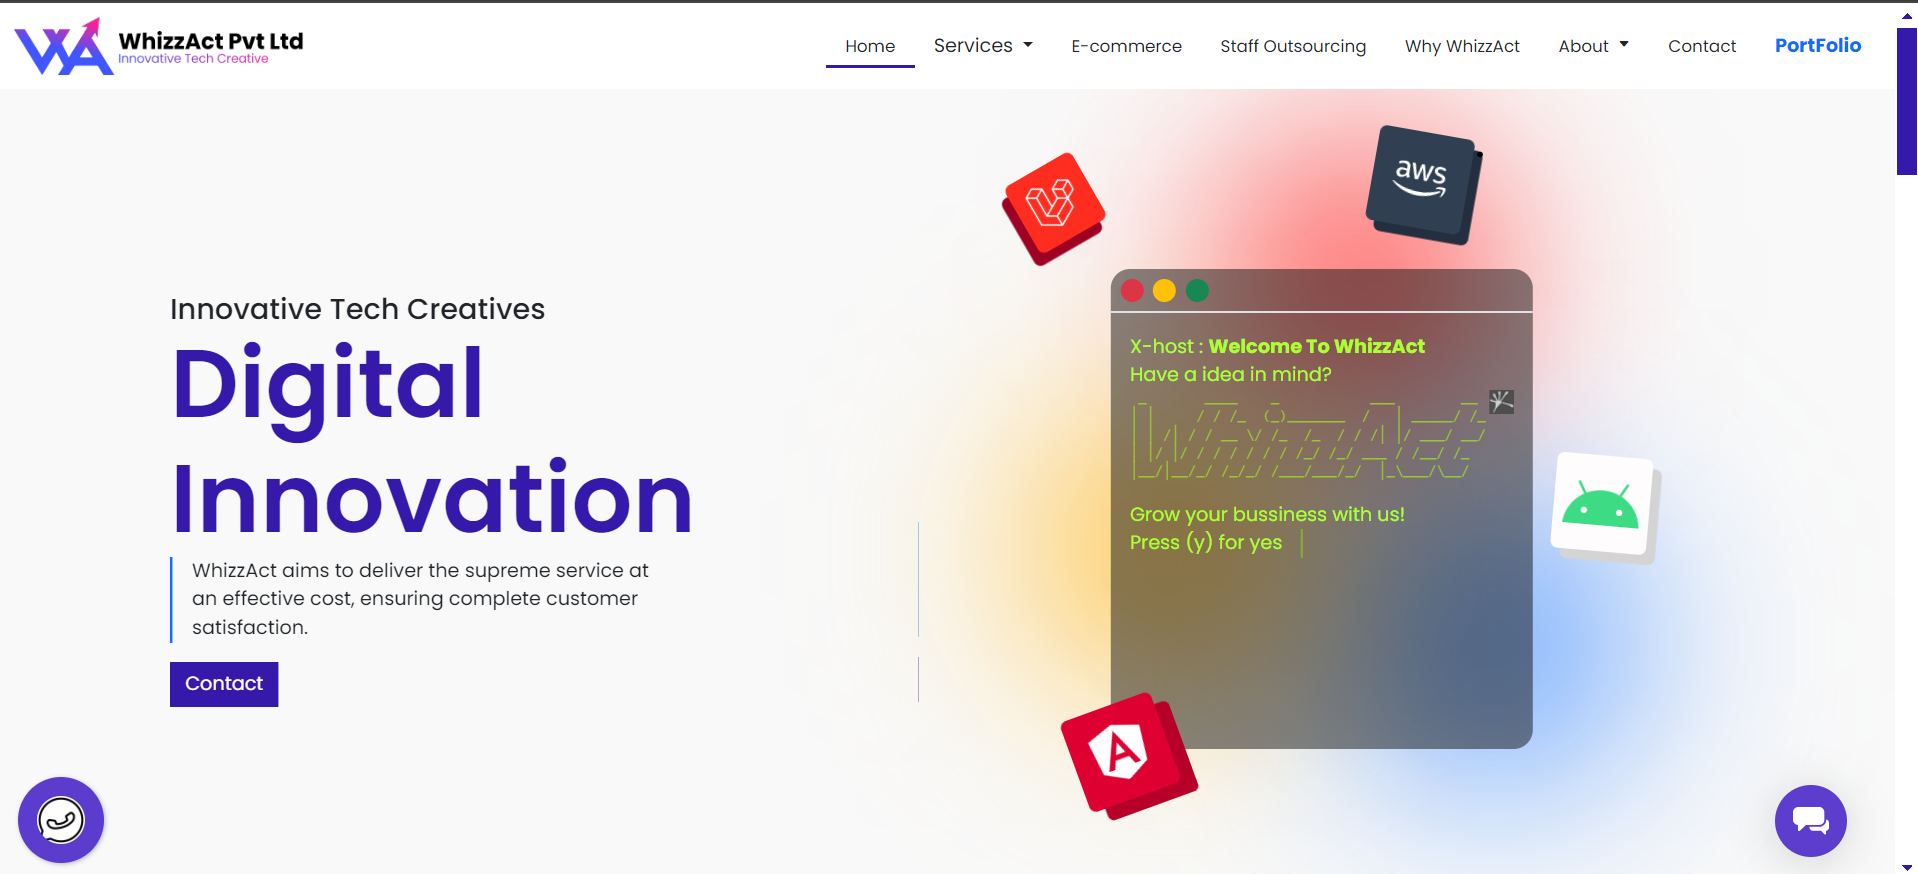 WhizzAct Pvt Ltd
Innovative Tech Creative
Home
Services
E-commerce
Staff Outsourcing
Why WhizzAct
About
Contact
PortFolio
Innovative Tech Creatives
Digital
Innovation
WhizzAct aims to deliver the supreme service at
an effective cost, ensuring complete customer
satisfaction.
Contact
aws
X-host : Welcome To WhizzAct
Have a idea in mind?
WhizzAct
Grow your bussiness with us!
Press (y) for yes
A